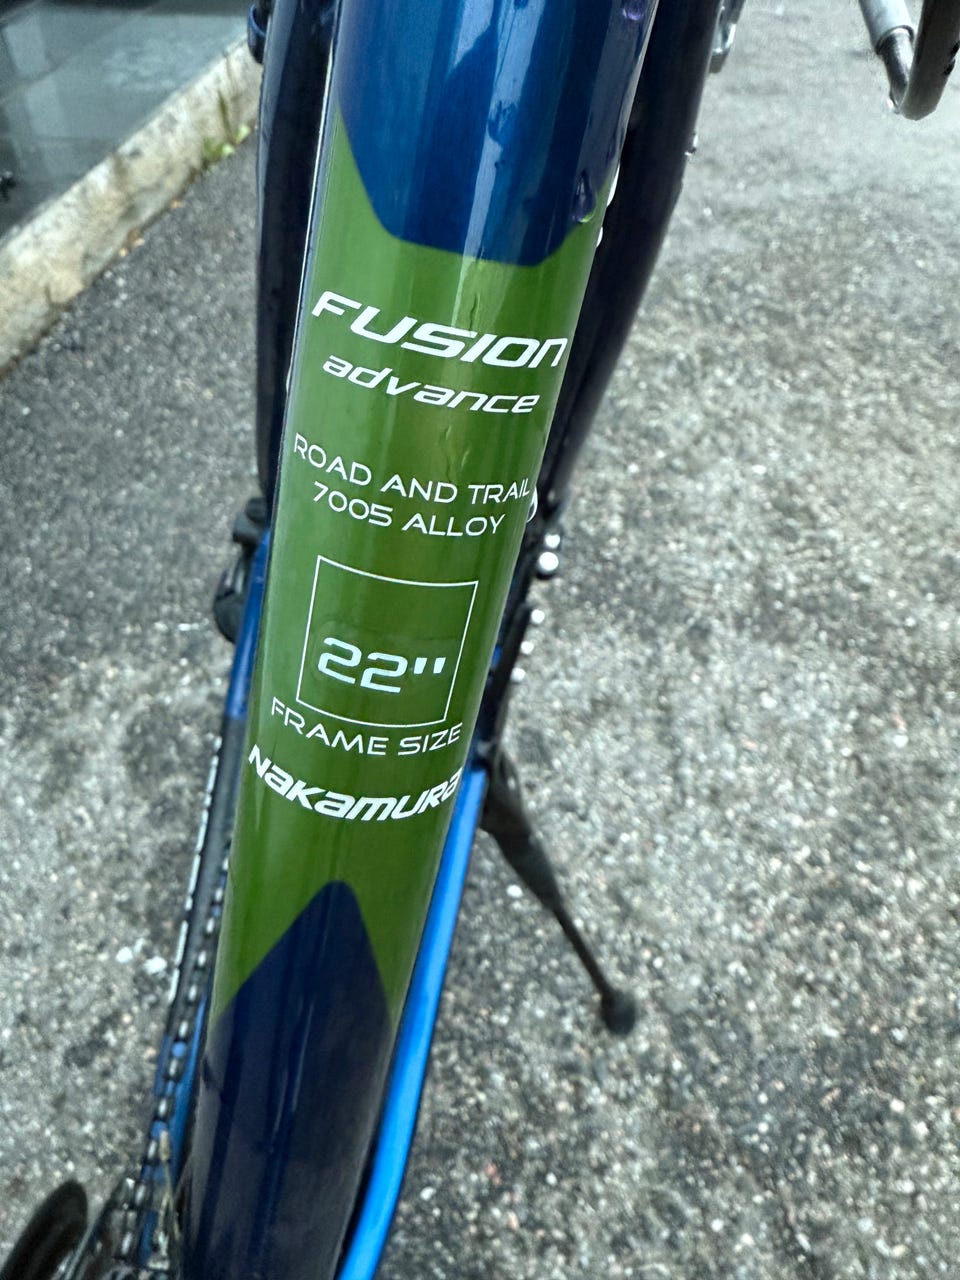 FUSION
advance
ROAD AND TRAIL
7005 ALLOY
22"
FRAME SIZE
NAKAMURA